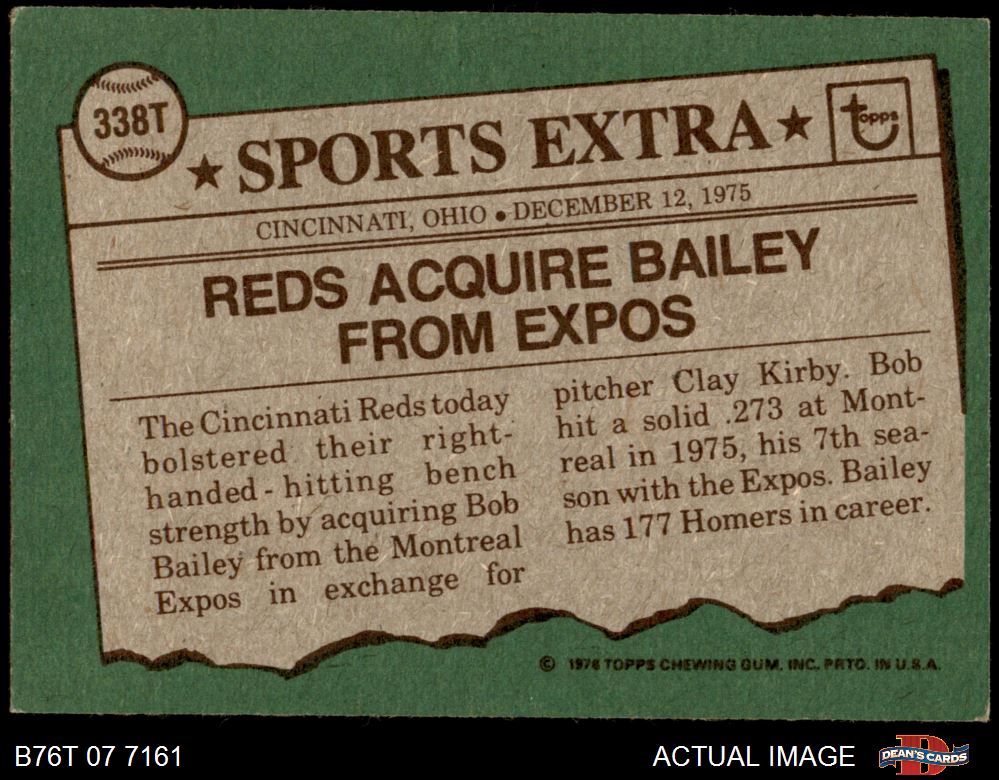 338T
★ SPORTS EXTRA ★
topps
CINCINNATI, OHIO • DECEMBER 12, 1975
REDS ACQUIRE BAILEY
FROM EXPOS
The Cincinnati Reds today
bolstered their right-
handed-hitting bench
strength by acquiring Bob
Bailey from the Montreal
Expos in exchange for
pitcher Clay Kirby. Bob
hit a solid .273 at Mont-
real in 1975, his 7th sea-
son with the Expos. Bailey
has 177 Homers in career.
© 1976 TOPPS CHEWING GUM, INC. PRTD. IN U.S.A.
B76T 07 7161
ACTUAL IMAGE
DEAN'S CARDS